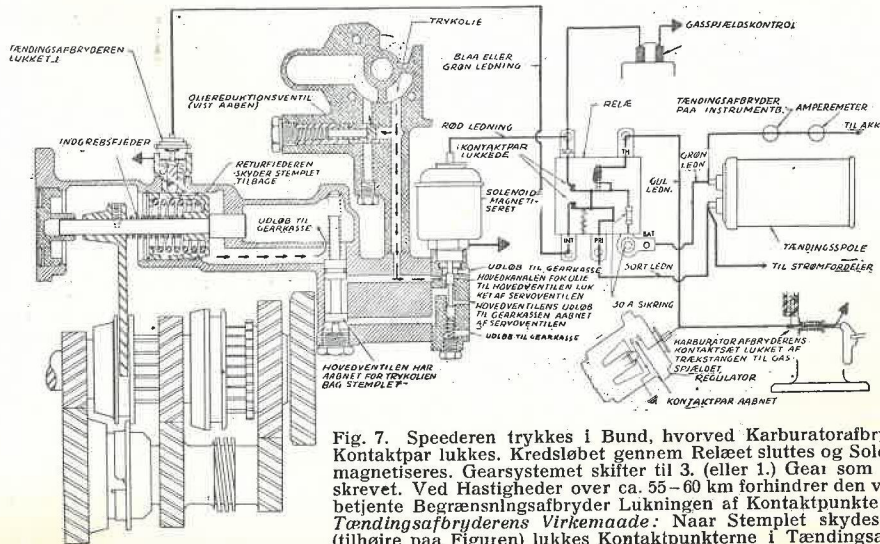 TRYKOLIE
GASSPJÆLDSKONTROL
TÆNDINGSAFBRYDEREN
LUKKET
BLAA ELLER
GRØN LEDNING
OLIEREDUKTIONSVENTIL
(VIST AABEN)
RELÆ
TÆNDINGSAFBRYDER
PAA INSTRUMENTB.
AMPEREMETER
TIL AKK
RØD LEDNING
INDGREBSFJEDER
KONTAKTPAR
LUKKEDE
TH
GRØN
LEDN.
GUL
LEDN.
RETURFJEDEREN
SKYDER STEMPLET
TILBAGE
SOLENOID
MAGNETI-
SERET
UDLØB TIL
GEARKASSE
INT
PRI
BAT
TÆNDINGSSPOLE
SORT LEDN
TIL STRØMFORDELER
UDLØB TIL GEARKASSE
HOVEDKANALEN FOR OLIE
TIL HOVEDVENTILEN LUK
KET AF SERVOVENTILEN
HOVEDVENTILENS UDLØB
TIL GEARKASSEN AABNET
AF SERVOVENTILEN
UDLØB TIL GEARKASSE
30 A SIKRING
KARBURATORAFBRYDERENS
KONTAKTSÆT LUKKET AF
TRÆKSTANGEN TIL GAS
SPJÆLDET
REGULATOR
KONTAKTPAR AABNET
HOVEDVENTILEN HAR
AABNET FOR TRYKOLIEN
BAG STEMPLET
Fig. 7. Speederen trykkes i Bund, hvorved Karburatorafbry
Kontaktpar lukkes. Kredsløbet gennem Relæet sluttes og Sole
magnetiseres. Gearsystemet skifter til 3. (eller 1.) Gear som
skrevet. Ved Hastigheder over ca. 55–60 km forhindrer den v
betjente Begrænsningsafbryder Lukningen af Kontaktpunkte
Tændingsafbryderens Virkemaade: Naar Stemplet skydes
(tilhøjre paa Figuren) lukkes Kontaktpunkterne i Tændingsa